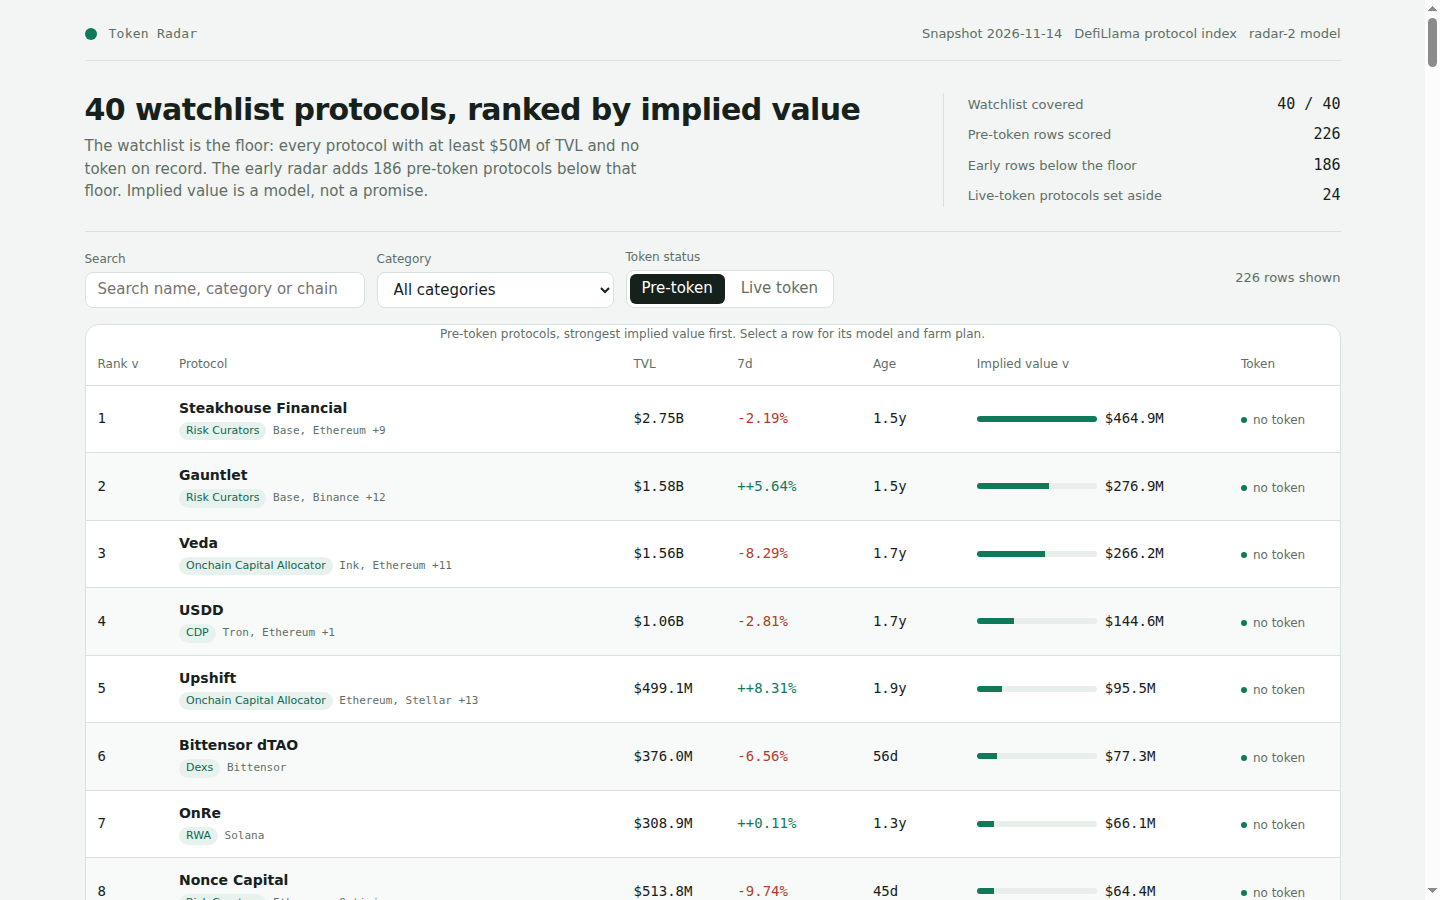 Token Radar
Snapshot 2026-11-14 DefiLlama protocol index radar-2 model
40 watchlist protocols, ranked by implied value
The watchlist is the floor: every protocol with at least $50M of TVL and no
token on record. The early radar adds 186 pre-token protocols below that
floor. Implied value is a model, not a promise.
Watchlist covered 40 / 40
Pre-token rows scored 226
Early rows below the floor 186
Live-token protocols set aside 24
Search
Category
Token status
Search name, category or chain
All categories
Pre-token
Live token
226 rows shown
Pre-token protocols, strongest implied value first. Select a row for its model and farm plan.
Rank v Protocol TVL 7d Age Implied value v Token
1 Steakhouse Financial $2.75B -2.19% 1.5y $464.9M no token
Risk Curators Base, Ethereum +9
2 Gauntlet $1.58B ++5.64% 1.5y $276.9M no token
Risk Curators Base, Binance +12
3 Veda $1.56B -8.29% 1.7y $266.2M no token
Onchain Capital Allocator Ink, Ethereum +11
4 USDD $1.06B -2.81% 1.7y $144.6M no token
CDP Tron, Ethereum +1
5 Upshift $499.1M ++8.31% 1.9y $95.5M no token
Onchain Capital Allocator Ethereum, Stellar +13
6 Bittensor dTAO $376.0M -6.56% 56d $77.3M no token
Dexs Bittensor
7 OnRe $308.9M ++0.11% 1.3y $66.1M no token
RWA Solana
8 Nonce Capital $513.8M -9.74% 45d $64.4M no token